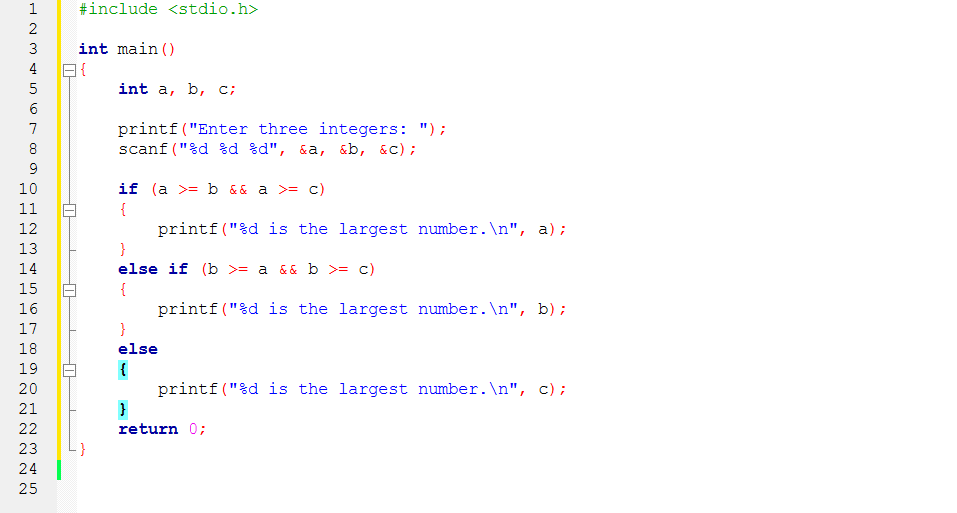 1 #include <stdio.h>
2
3 int main()
4 {
5     int a, b, c;
6
7     printf("Enter three integers: ");
8     scanf("%d %d %d", &a, &b, &c);
9
10     if (a >= b && a >= c)
11     {
12         printf("%d is the largest number.\n", a);
13     }
14     else if (b >= a && b >= c)
15     {
16         printf("%d is the largest number.\n", b);
17     }
18     else
19     {
20         printf("%d is the largest number.\n", c);
21     }
22     return 0;
23 }
24
25